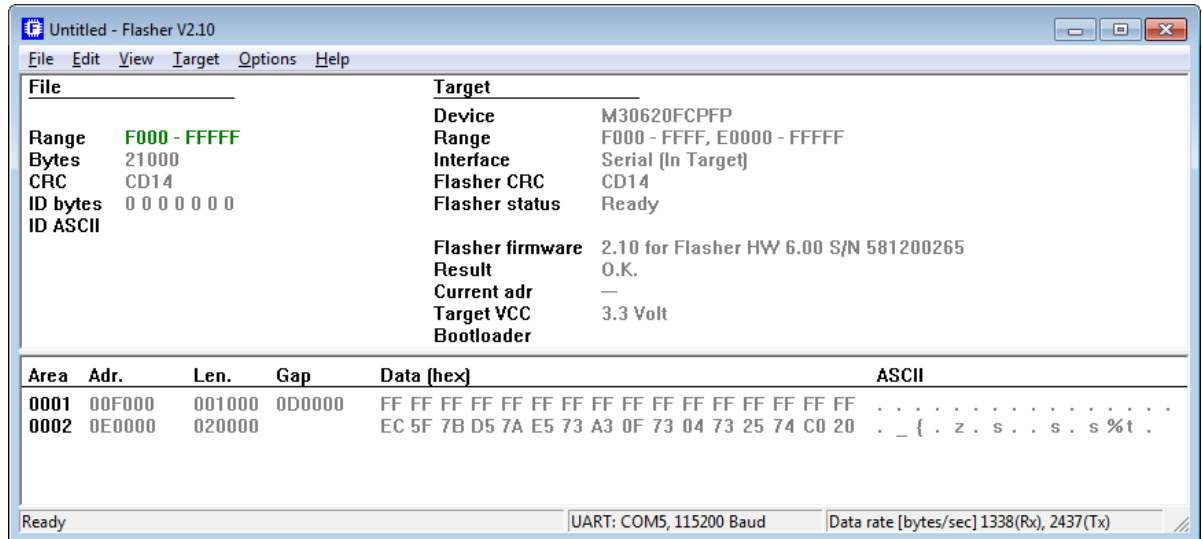 Untitled - Flasher V2.10
File Edit View Target Options Help
File
Range F000 - FFFFF
Bytes 21000
CRC CD14
ID bytes 0 0 0 0 0 0 0
ID ASCII
Target
Device M30620FCPFP
Range F000 - FFFF, E0000 - FFFFF
Interface Serial (In Target)
Flasher CRC CD14
Flasher status Ready
Flasher firmware 2.10 for Flasher HW 6.00 S/N 581200265
Result O.K.
Current adr —
Target VCC 3.3 Volt
Bootloader
Area Adr. Len. Gap Data (hex) ASCII
0001 00F000 001000 0D0000 FF FF FF FF FF FF FF FF FF FF FF FF FF FF FF FF . . . . . . . . . . . . . . . .
0002 0E0000 020000 EC 5F 7B D5 7A E5 73 A3 0F 73 04 73 25 74 C0 20 . _ { . z . s . . s . s %t .
Ready UART: COM5, 115200 Baud Data rate [bytes/sec] 1338(Rx), 2437(Tx)